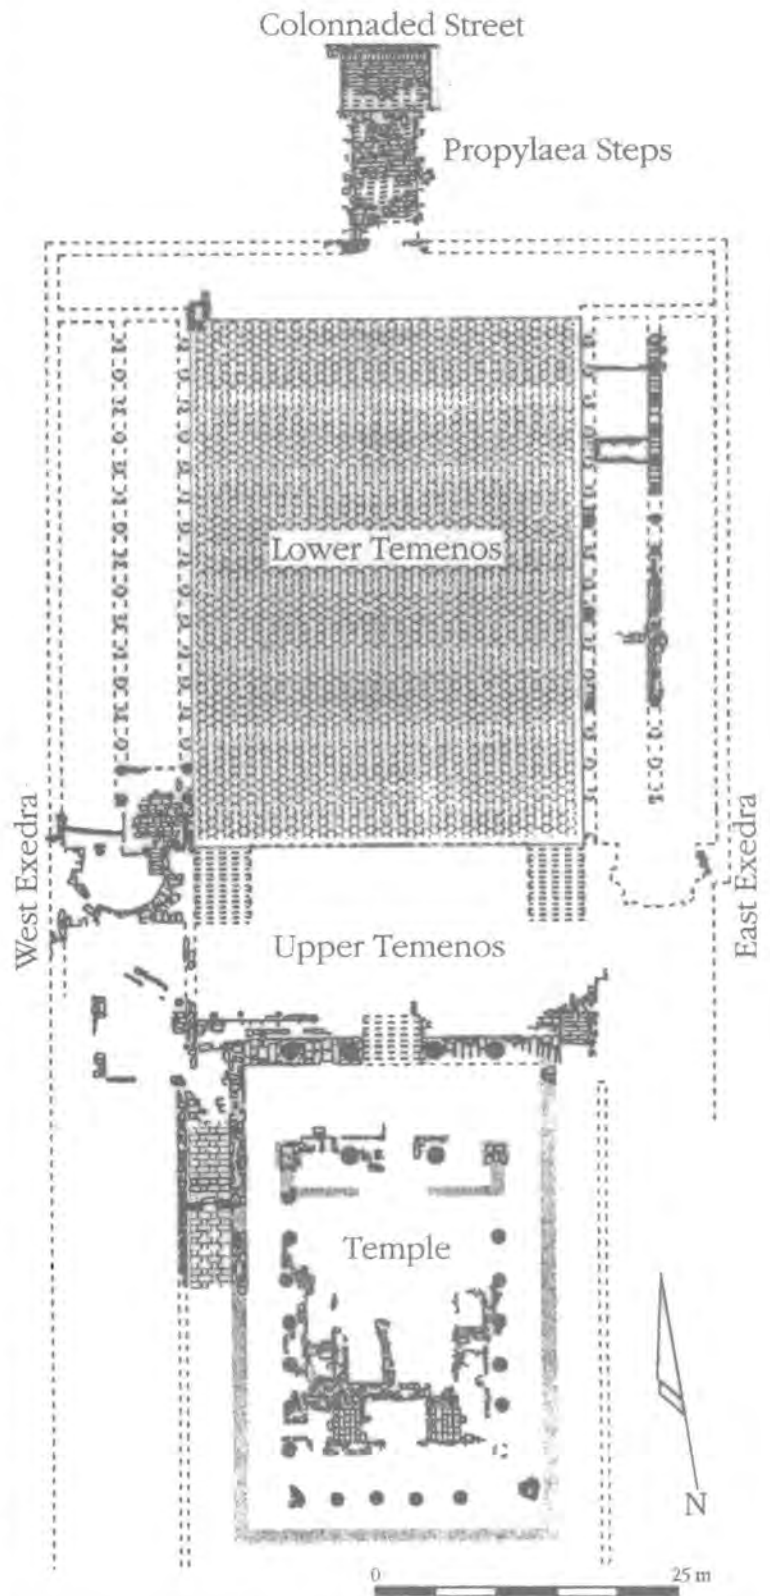 Colonnaded Street
Propylaea Steps
Lower Temenos
West Exedra
East Exedra
Upper Temenos
Temple
N
0 25 m